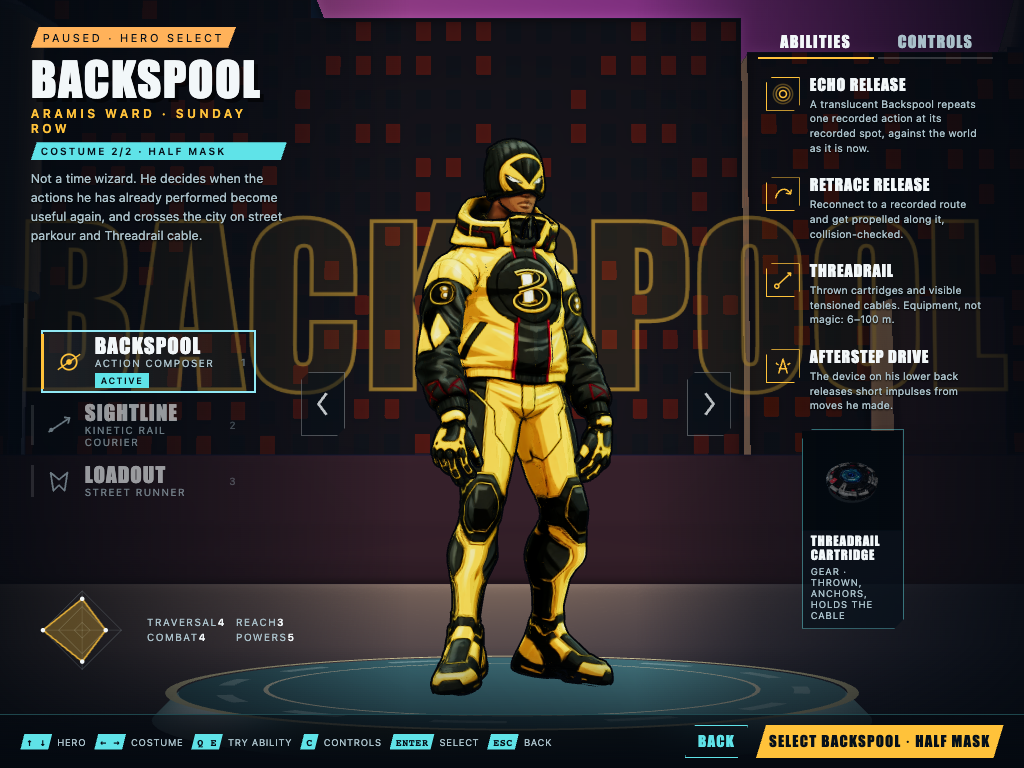 PAUSED · HERO SELECT
BACKSPOOL
ARAMIS WARD · SUNDAY
ROW
COSTUME 2/2 · HALF MASK
Not a time wizard. He decides when the
actions he has already performed become
useful again, and crosses the city on street
parkour and Threadrail cable.
BACKSPOOL
BACKSPOOL
ACTION COMPOSER 1
ACTIVE
SIGHTLINE
KINETIC RAIL
COURIER
2
LOADOUT
STREET RUNNER
3
TRAVERSAL4 REACH3
COMBAT4 POWERS5
B
B
ABILITIES CONTROLS
ECHO RELEASE
A translucent Backspool repeats
one recorded action at its
recorded spot, against the world
as it is now.
RETRACE RELEASE
Reconnect to a recorded route
and get propelled along it,
collision-checked.
THREADRAIL
Thrown cartridges and visible
tensioned cables. Equipment, not
magic: 6–100 m.
AFTERSTEP DRIVE
The device on his lower back
releases short impulses from
moves he made.
THREADRAIL
CARTRIDGE
GEAR ·
THROWN,
ANCHORS,
HOLDS THE
CABLE
↑ ↓ HERO ← → COSTUME Q E TRY ABILITY C CONTROLS ENTER SELECT ESC BACK
BACK
SELECT BACKSPOOL · HALF MASK